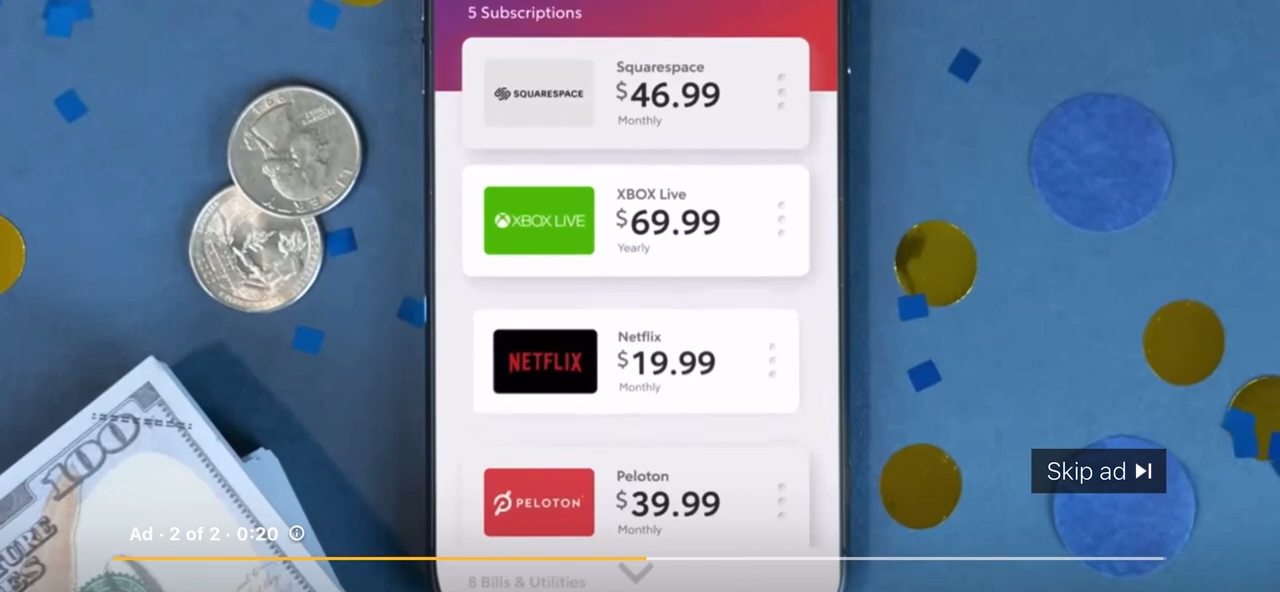 5 Subscriptions
SQUARESPACE
Squarespace
$46.99
Monthly
XBOX LIVE
XBOX Live
$69.99
Yearly
NETFLIX
Netflix
$19.99
Monthly
PELOTON
Peloton
$39.99
Monthly
8 Bills & Utilities
LIBERTY
100
Skip ad
Ad · 2 of 2 · 0:20